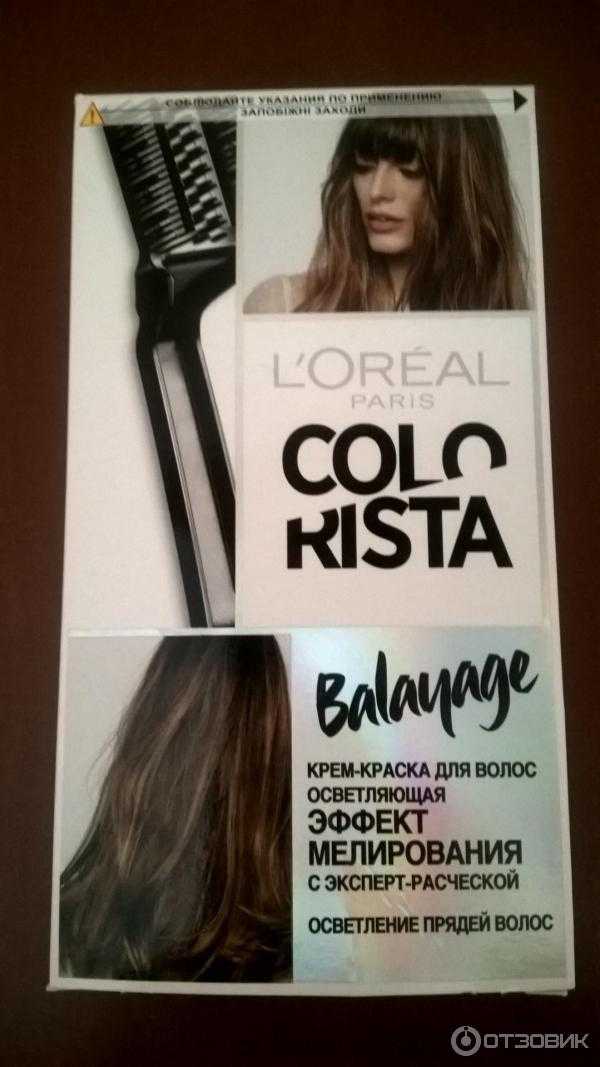 СОБЛЮДАЙТЕ УКАЗАНИЯ ПО ПРИМЕНЕНИЮ
ЗАПОБІЖНІ ЗАХОДИ
L'ORÉAL
PARIS
COLO
RISTA
Balayage
КРЕМ-КРАСКА ДЛЯ ВОЛОС
ОСВЕТЛЯЮЩАЯ
ЭФФЕКТ
МЕЛИРОВАНИЯ
С ЭКСПЕРТ-РАСЧЕСКОЙ
ОСВЕТЛЕНИЕ ПРЯДЕЙ ВОЛОС
ОТЗОВИК